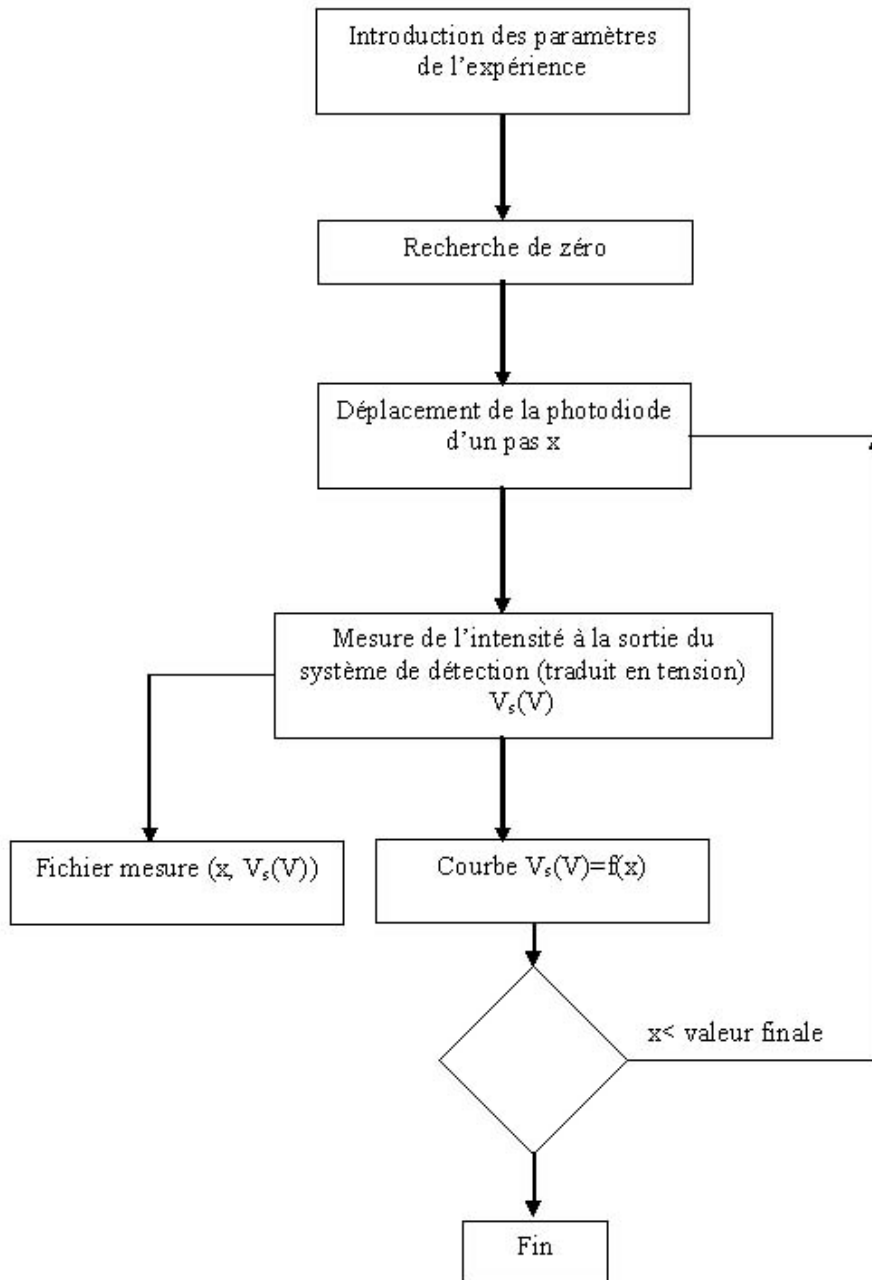 Introduction des paramètres
de l'expérience
Recherche de zéro
Déplacement de la photodiode
d'un pas x
Mesure de l'intensité à la sortie du
système de détection (traduit en tension)
Vₛ(V)
Fichier mesure (x, Vₛ(V))
Courbe Vₛ(V)=f(x)
x< valeur finale
Fin